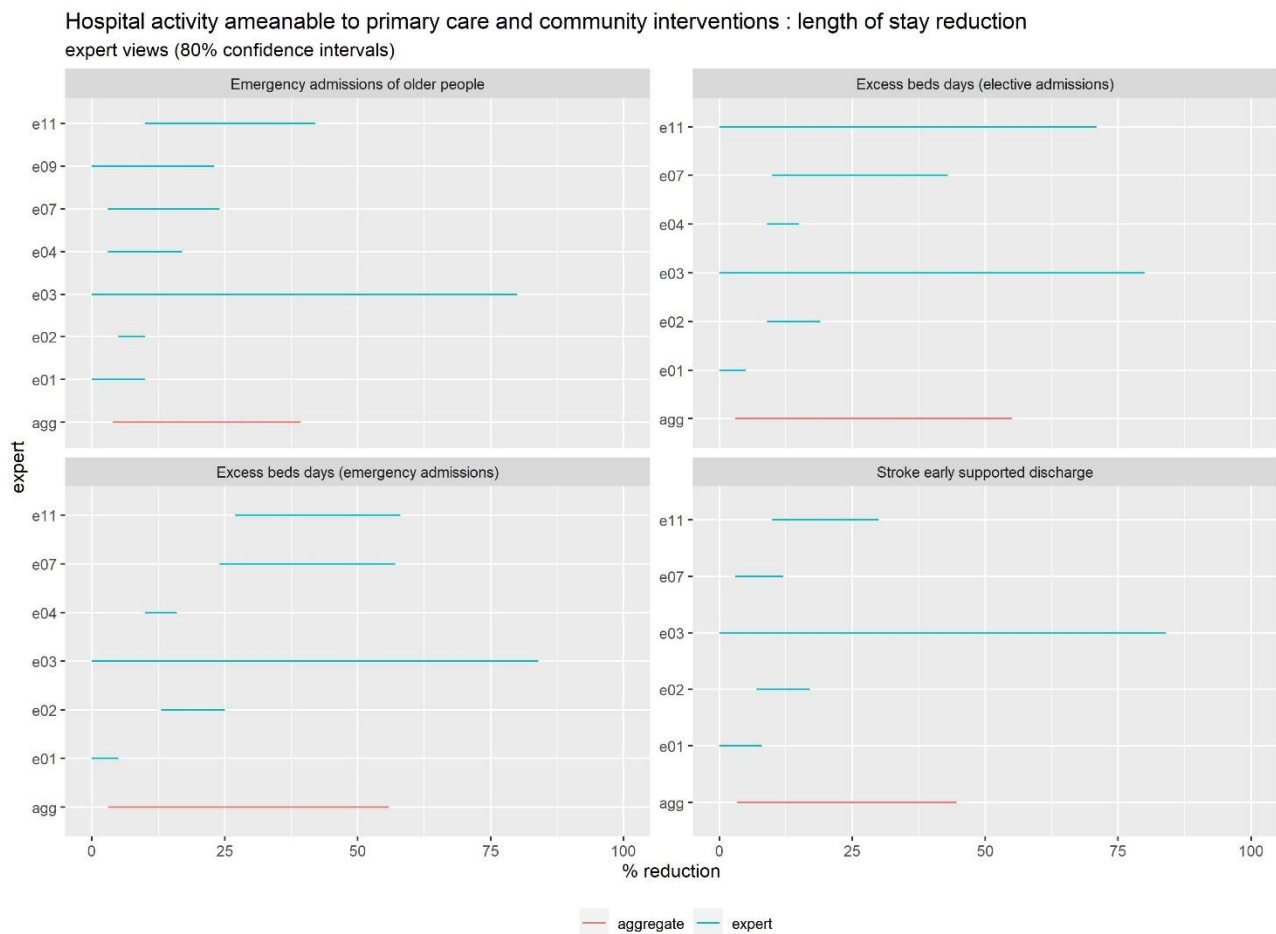 Hospital activity ameanable to primary care and community interventions : length of stay reduction
expert views (80% confidence intervals)
Emergency admissions of older people
e11
e09
e07
e04
e03
e02
e01
agg
Excess beds days (elective admissions)
e11
e07
e04
e03
e02
e01
agg
expert
Excess beds days (emergency admissions)
e11
e07
e04
e03
e02
e01
agg
0 25 50 75 100
Stroke early supported discharge
e11
e07
e03
e02
e01
agg
0 25 50 75 100
% reduction
aggregate expert